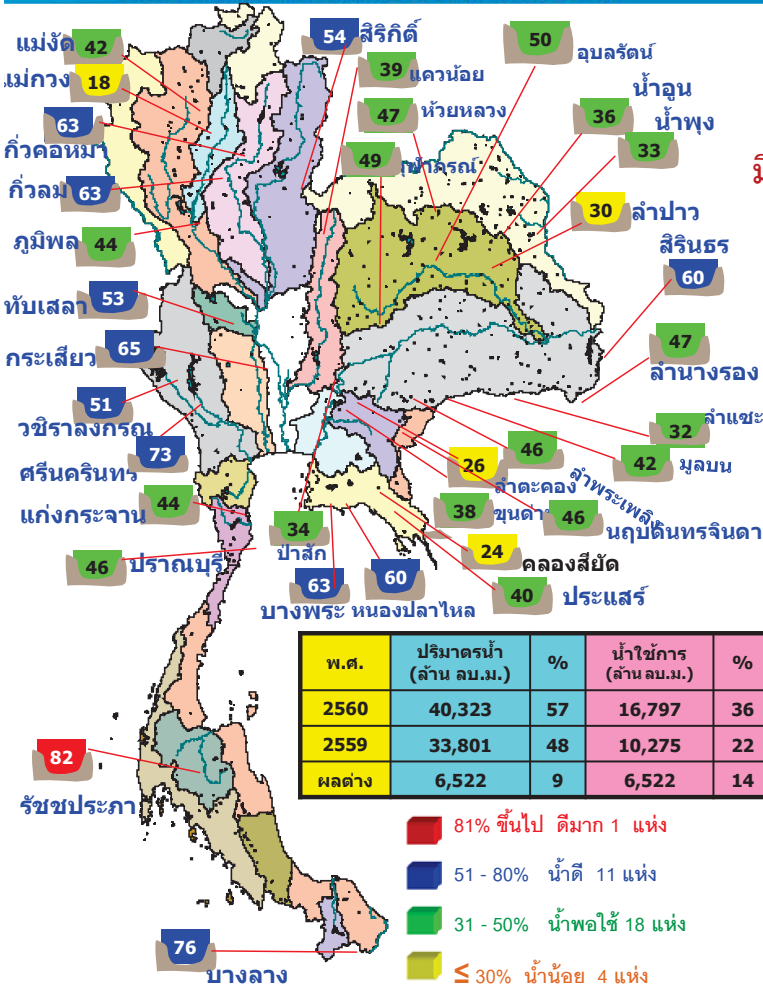 แม่งัด 42
แม่กวง 18
63
กิ่วคอหมา
กิ่วลม 63
ภูมิพล 44
ทับเสลา 53
กระเสียว 65
51
วชิราลงกรณ
73
ศรีนครินทร์
44
แก่งกระจาน
46 ปราณบุรี
54 สิริกิติ์
39 แควน้อย
47 ห้วยหลวง
49 จุฬาภรณ์
50 อุบลรัตน์
น้ำอูน
36 น้ำพุง
33
30 ลำปาว
สิรินธร
60
47
ลำนางรอง
32 ลำแซะ
42 มูลบน
46
ลำพระเพลิง
26
ลำตะคอง
38 ขุนด่าน
46 นฤบดินทรจินดา
24 คลองสียัด
40 ประแสร์
34
ป่าสัก
63 60
บางพระ หนองปลาไหล
พ.ศ. ปริมาตรน้ำ (ล้าน ลบ.ม.) % น้ำใช้การ (ล้าน ลบ.ม.) %
2560 40,323 57 16,797 36
2559 33,801 48 10,275 22
ผลต่าง 6,522 9 6,522 14
82
รัชชประภา
76
บางลาง
81% ขึ้นไป ดีมาก 1 แห่ง
51 - 80% น้ำดี 11 แห่ง
31 - 50% น้ำพอใช้ 18 แห่ง
≤ 30% น้ำน้อย 4 แห่ง